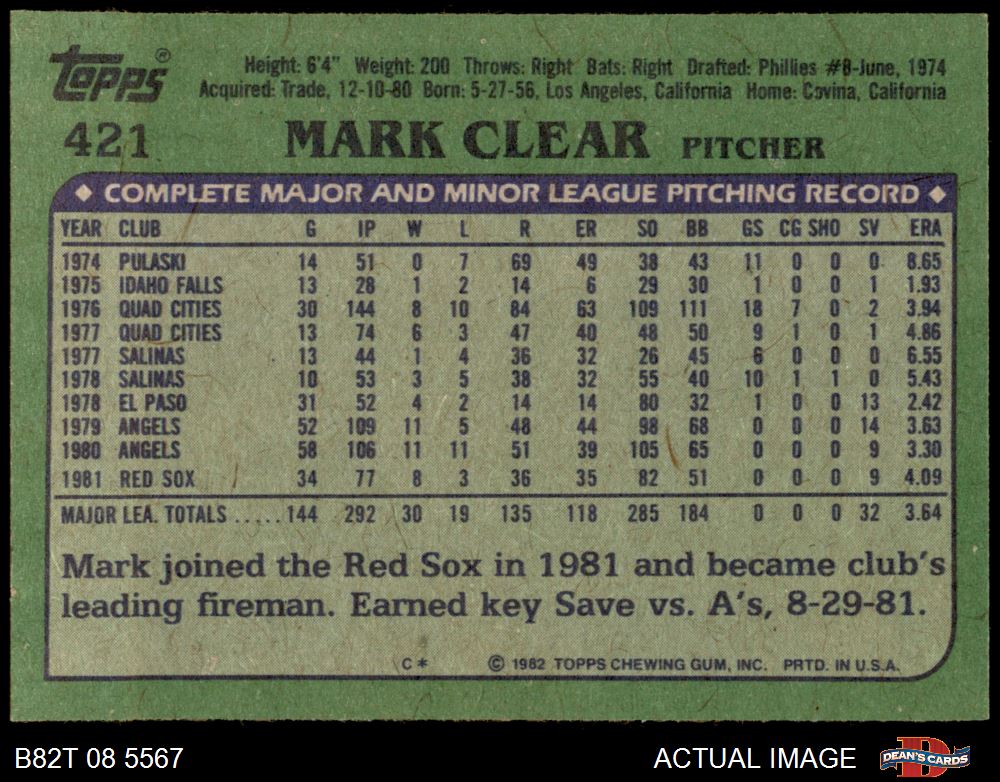 Topps®
Height: 6'4" Weight: 200 Throws: Right Bats: Right Drafted: Phillies #8-June, 1974
Acquired: Trade, 12-10-80 Born: 5-27-56, Los Angeles, California Home: Covina, California
421 MARK CLEAR PITCHER
◆ COMPLETE MAJOR AND MINOR LEAGUE PITCHING RECORD ◆
YEAR CLUB G IP W L R ER SO BB GS CG SHO SV ERA
1974 PULASKI 14 51 0 7 69 49 38 43 11 0 0 0 8.65
1975 IDAHO FALLS 13 28 1 2 14 6 29 30 1 0 0 1 1.93
1976 QUAD CITIES 30 144 8 10 84 63 109 111 18 7 0 2 3.94
1977 QUAD CITIES 13 74 6 3 47 40 48 50 9 1 0 1 4.86
1977 SALINAS 13 44 1 4 36 32 26 45 6 0 0 0 6.55
1978 SALINAS 10 53 3 5 38 32 55 40 10 1 1 0 5.43
1978 EL PASO 31 52 4 2 14 14 80 32 1 0 0 13 2.42
1979 ANGELS 52 109 11 5 48 44 98 68 0 0 0 14 3.63
1980 ANGELS 58 106 11 11 51 39 105 65 0 0 0 9 3.30
1981 RED SOX 34 77 8 3 36 35 82 51 0 0 0 9 4.09
MAJOR LEA. TOTALS .....144 292 30 19 135 118 285 184 0 0 0 32 3.64
Mark joined the Red Sox in 1981 and became club's
leading fireman. Earned key Save vs. A's, 8-29-81.
C* © 1982 TOPPS CHEWING GUM, INC. PRTD. IN U.S.A.
B82T 08 5567 ACTUAL IMAGE DEAN'S CARDS